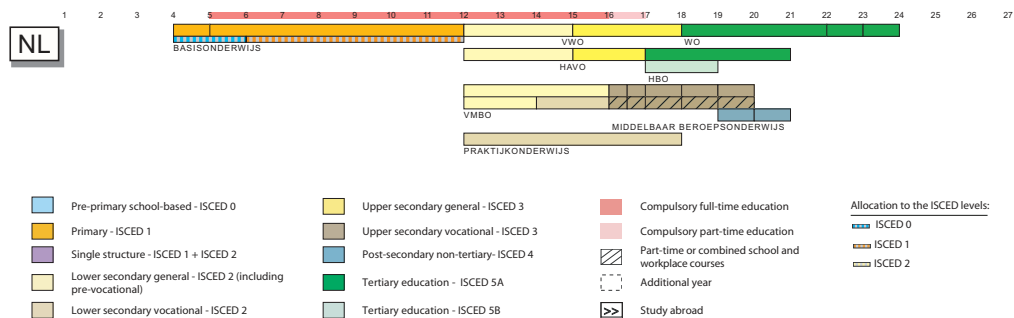 1 2 3 4 5 6 7 8 9 10 11 12 13 14 15 16 17 18 19 20 21 22 23 24 25 26 27
NL
BASISONDERWIJS
VWO
WO
HAVO
HBO
VMBO
MIDDELBAAR BEROEPSONDERWIJS
PRAKTIJKONDERWIJS
Pre-primary school-based - ISCED 0
Primary - ISCED 1
Single structure - ISCED 1 + ISCED 2
Lower secondary general - ISCED 2 (including
pre-vocational)
Lower secondary vocational - ISCED 2
Upper secondary general - ISCED 3
Upper secondary vocational - ISCED 3
Post-secondary non-tertiary- ISCED 4
Tertiary education - ISCED 5A
Tertiary education - ISCED 5B
Compulsory full-time education
Compulsory part-time education
Part-time or combined school and
workplace courses
Additional year
>> Study abroad
Allocation to the ISCED levels:
ISCED 0
ISCED 1
ISCED 2